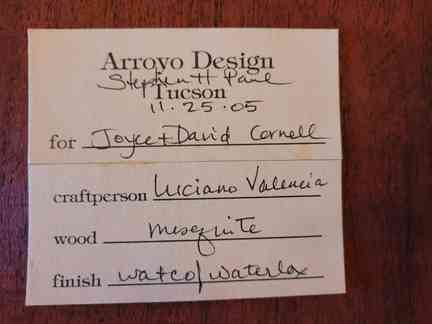 Arroyo Design
Stephen H Paul
Tucson
11.25.05
for Joyce + David Cornell
craftperson Luciano Valencia
wood mesquite
finish watco/waterlox